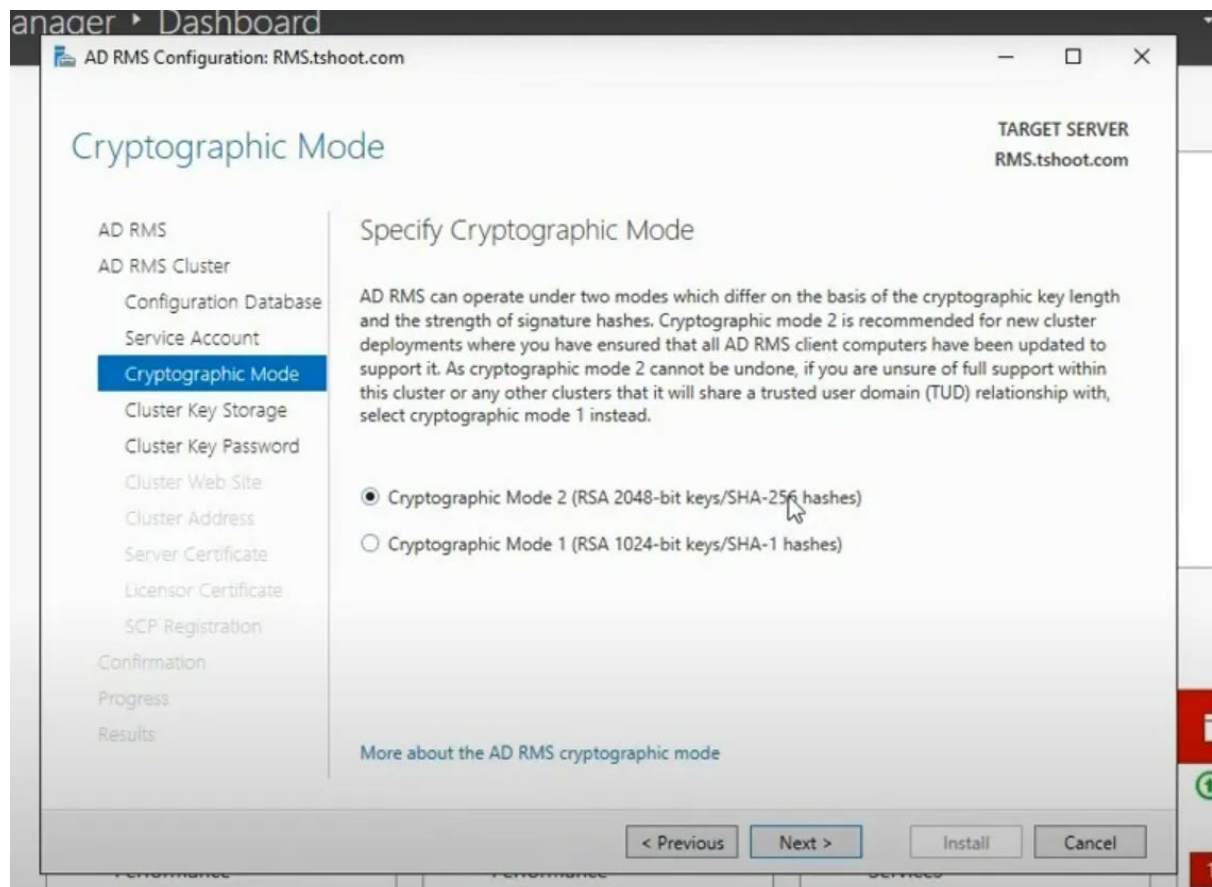 anager ‣ Dashboard
AD RMS Configuration: RMS.tshoot.com
Cryptographic Mode
TARGET SERVER
RMS.tshoot.com
AD RMS
AD RMS Cluster
Configuration Database
Service Account
Cryptographic Mode
Cluster Key Storage
Cluster Key Password
Cluster Web Site
Cluster Address
Server Certificate
Licensor Certificate
SCP Registration
Confirmation
Progress
Results
Specify Cryptographic Mode
AD RMS can operate under two modes which differ on the basis of the cryptographic key length
and the strength of signature hashes. Cryptographic mode 2 is recommended for new cluster
deployments where you have ensured that all AD RMS client computers have been updated to
support it. As cryptographic mode 2 cannot be undone, if you are unsure of full support within
this cluster or any other clusters that it will share a trusted user domain (TUD) relationship with,
select cryptographic mode 1 instead.
Cryptographic Mode 2 (RSA 2048-bit keys/SHA-256 hashes)
Cryptographic Mode 1 (RSA 1024-bit keys/SHA-1 hashes)
More about the AD RMS cryptographic mode
< Previous
Next >
Install
Cancel
Performance
Performance
Services